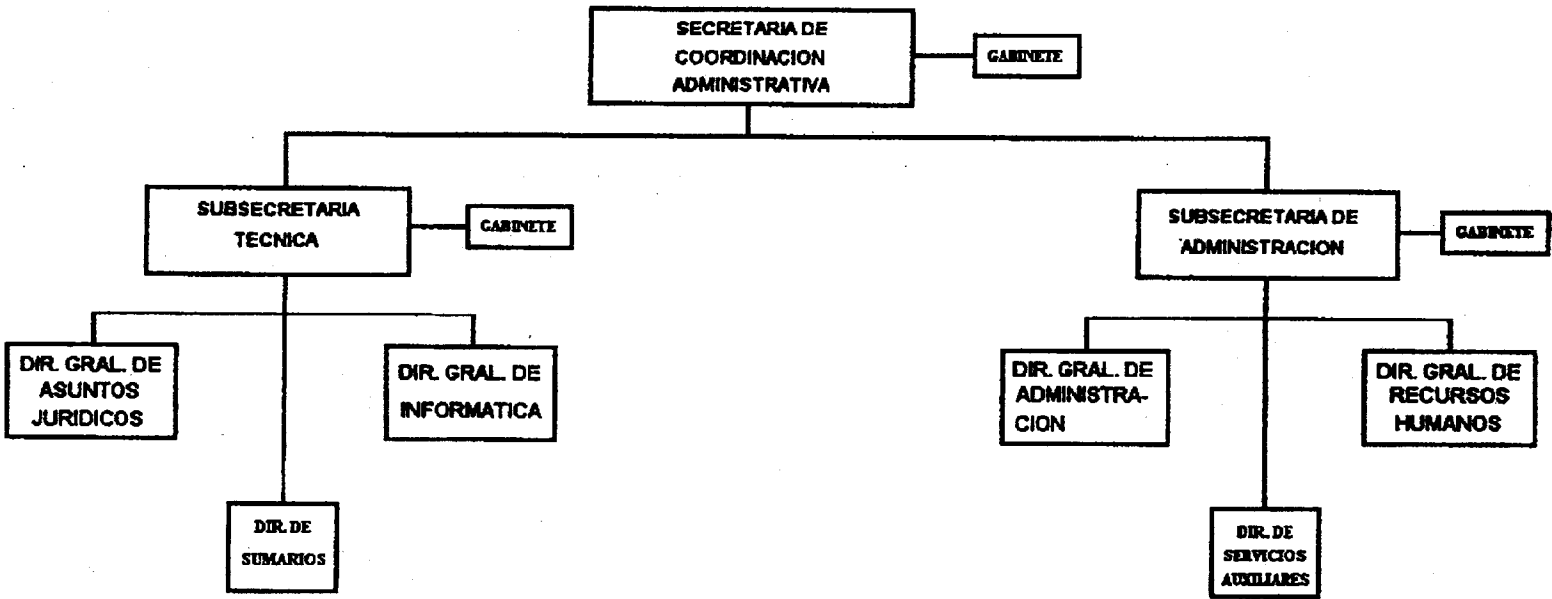 SECRETARIA DE
COORDINACION
ADMINISTRATIVA
GABINETE
SUBSECRETARIA
TECNICA
GABINETE
SUBSECRETARIA DE
ADMINISTRACION
GABINETE
DIR. GRAL. DE
ASUNTOS
JURIDICOS
DIR. GRAL. DE
INFORMATICA
DIR. GRAL. DE
ADMINISTRA-
CION
DIR. GRAL. DE
RECURSOS
HUMANOS
DIR. DE
SUMARIOS
DIR. DE
SERVICIOS
AUXILIARES